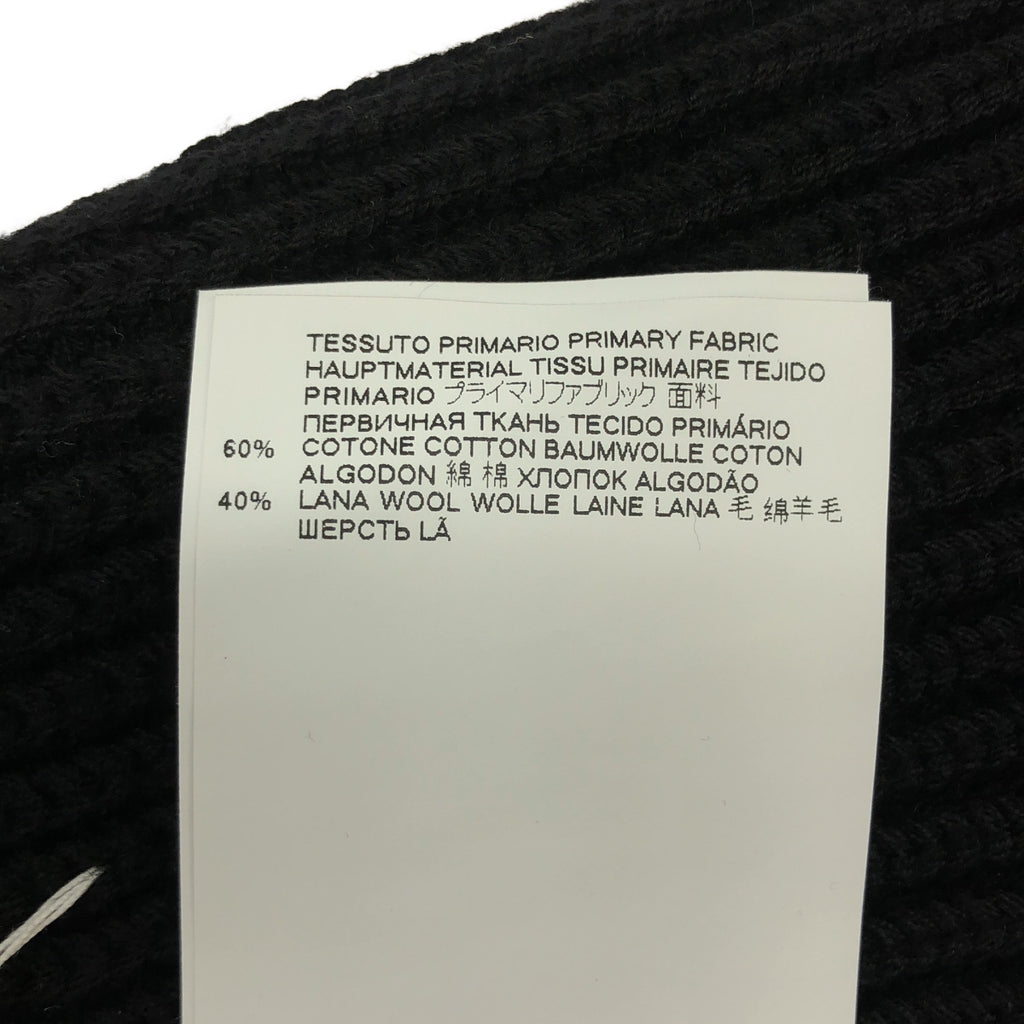 TESSUTO PRIMARIO PRIMARY FABRIC
HAUPTMATERIAL TISSU PRIMAIRE TEJIDO
PRIMARIO プライマリファブリック 面料
ПЕРВИЧНАЯ ТКАНЬ TECIDO PRIMÁRIO
60% COTONE COTTON BAUMWOLLE COTON
ALGODON 綿 棉 ХЛОПОК ALGODÃO
40% LANA WOOL WOLLE LAINE LANA 毛 绵羊毛
ШЕРСТЬ LÃ